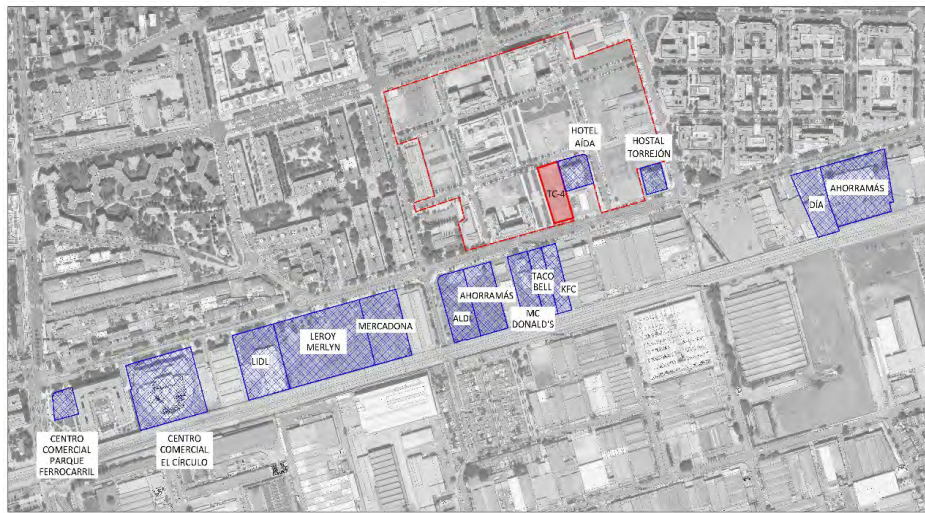 HOTEL
AÍDA
HOSTAL
TORREJÓN
TC-4
DÍA
AHORRAMÁS
TACO
BELL
KFC
AHORRAMÁS
ALDI
MC
DONALD'S
MERCADONA
LEROY
MERLYN
LIDL
CENTRO
COMERCIAL
PARQUE
FERROCARRIL
CENTRO
COMERCIAL
EL CÍRCULO